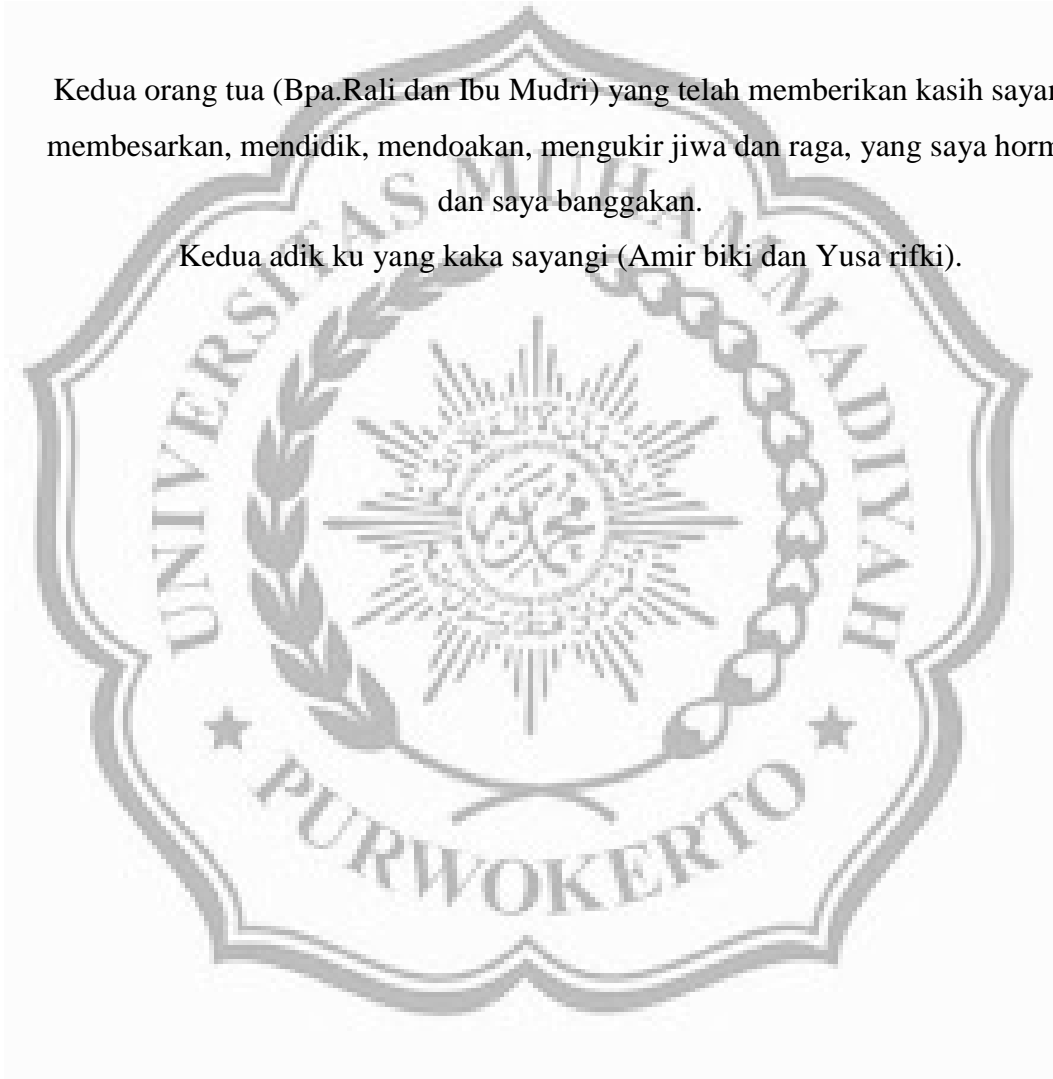 Kedua orang tua (Bpa.Rali dan Ibu Mudri) yang telah memberikan kasih sayan
membesarkan, mendidik, mendoakan, mengukir jiwa dan raga, yang saya horm
dan saya banggakan.
Kedua adik ku yang kaka sayangi (Amir biki dan Yusa rifki).
UNIVERSITAS MUHAMMADIYAH
PURWOKERTO